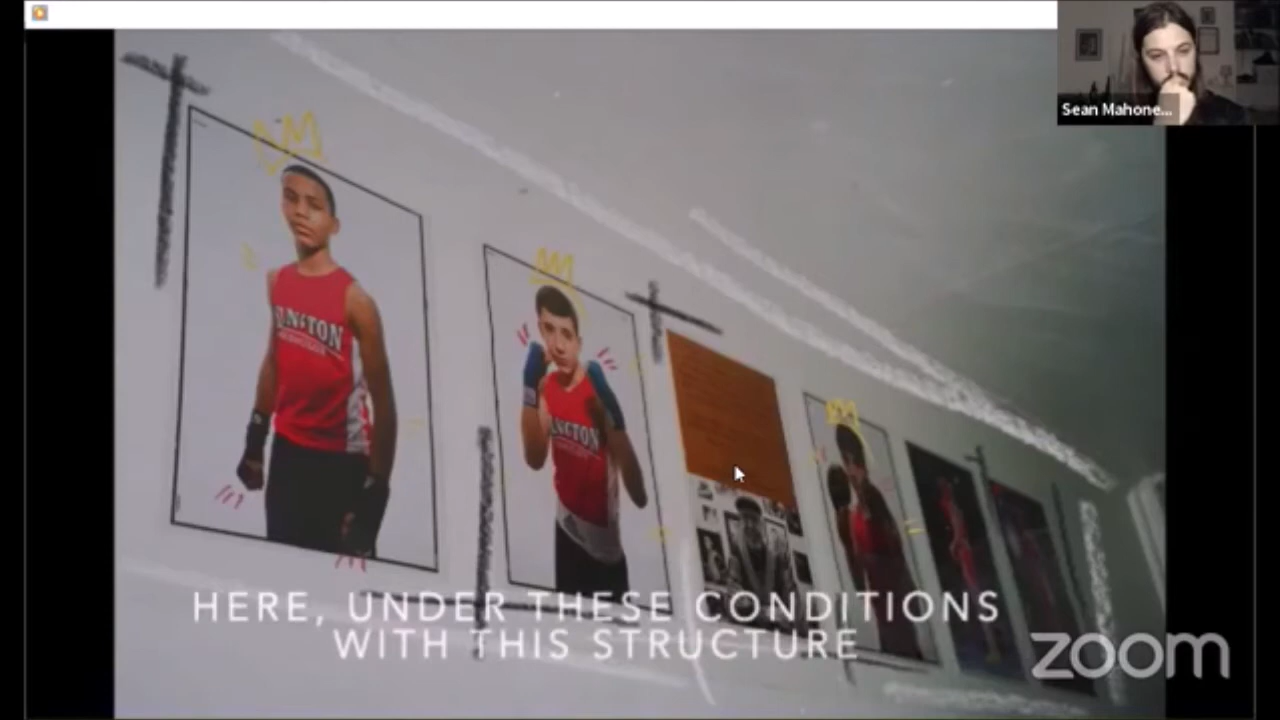 Sean Mahone...
HERE, UNDER THESE CONDITIONS
WITH THIS STRUCTURE
zoom